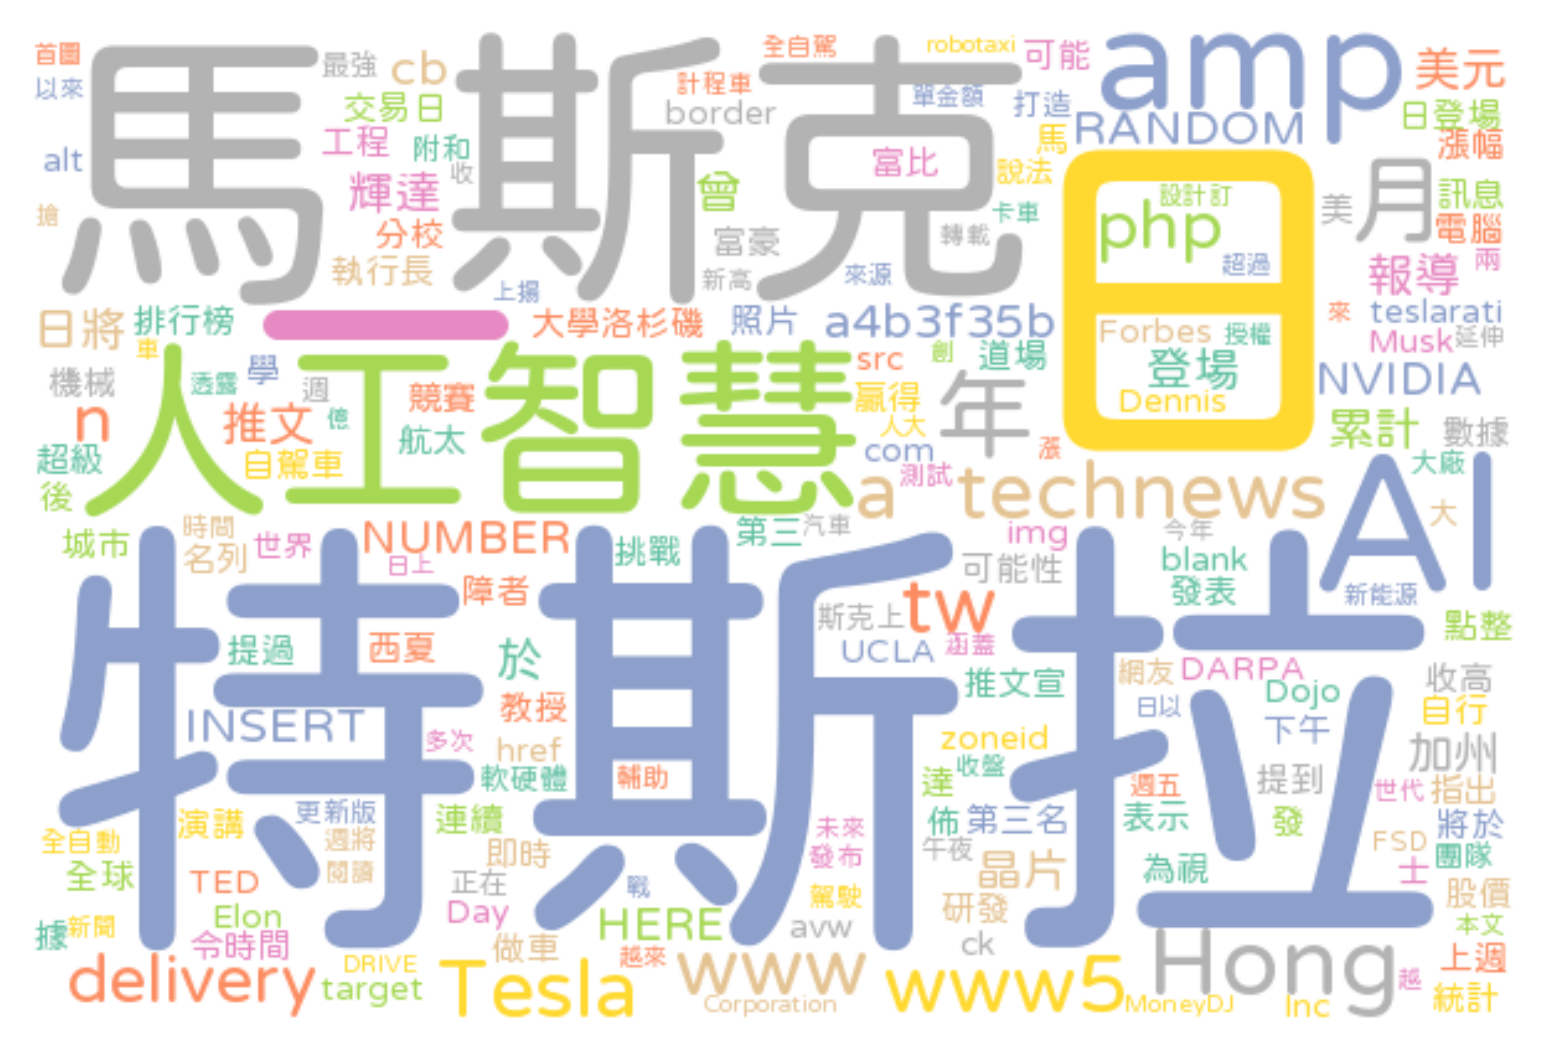 首圖
以來
馬斯克
最強
cb
交易日
工程
附和
收
輝達
分校
執行長
alt
搶
計程車
border
全自駕
robotaxi
可能
amp
美元
單金額
打造
RANDOM
日登場
漲幅
馬
說法
富比
曾
富豪
新高
轉載
卡車
來源
上揚
日
設計
訂
php
超過
Forbes
授權
登場
Dennis
美
月
訊息
電腦
兩
報導
來
teslarati
Musk
延伸
NVIDIA
累計
數據
大廠
大
日將
排行榜
一
大學洛杉磯
照片
a4b3f35b
車
機械
透露
學
週
n
推文
億
競賽
航太
自駕車
超級
後
人工智慧
src
創
道場
贏得
人大
年
com
漲
測試
a
technews
AI
城市
時間
名列
世界
NUMBER
日上
挑戰
第三
汽車
img
可能性
今年
blank
發表
新能源
點整
特斯拉
障者
提過
西夏
於
教授
INSERT
多次
href
軟硬體
輔助
斯克上
tw
UCLA
涵蓋
推文宣
網友
DARPA
Dojo
日以
下午
收高
自行
加州
zoneid
收盤
達
佈
第三名
週五
表示
提到
發
世代
指出
將於
FSD
團隊
士
股價
本文
演講
更新版
週將
閱讀
連續
即時
全自動
全球
TED
Elon
令時間
據
新聞
正在
Day
做車
戰
HERE
越來
未來
發布
駕駛
avw
午夜
晶片
研發
ck
為視
delivery
DRIVE
target
Tesla
www
Corporation
www5
Hong
MoneyDJ
Inc
越
上週
統計